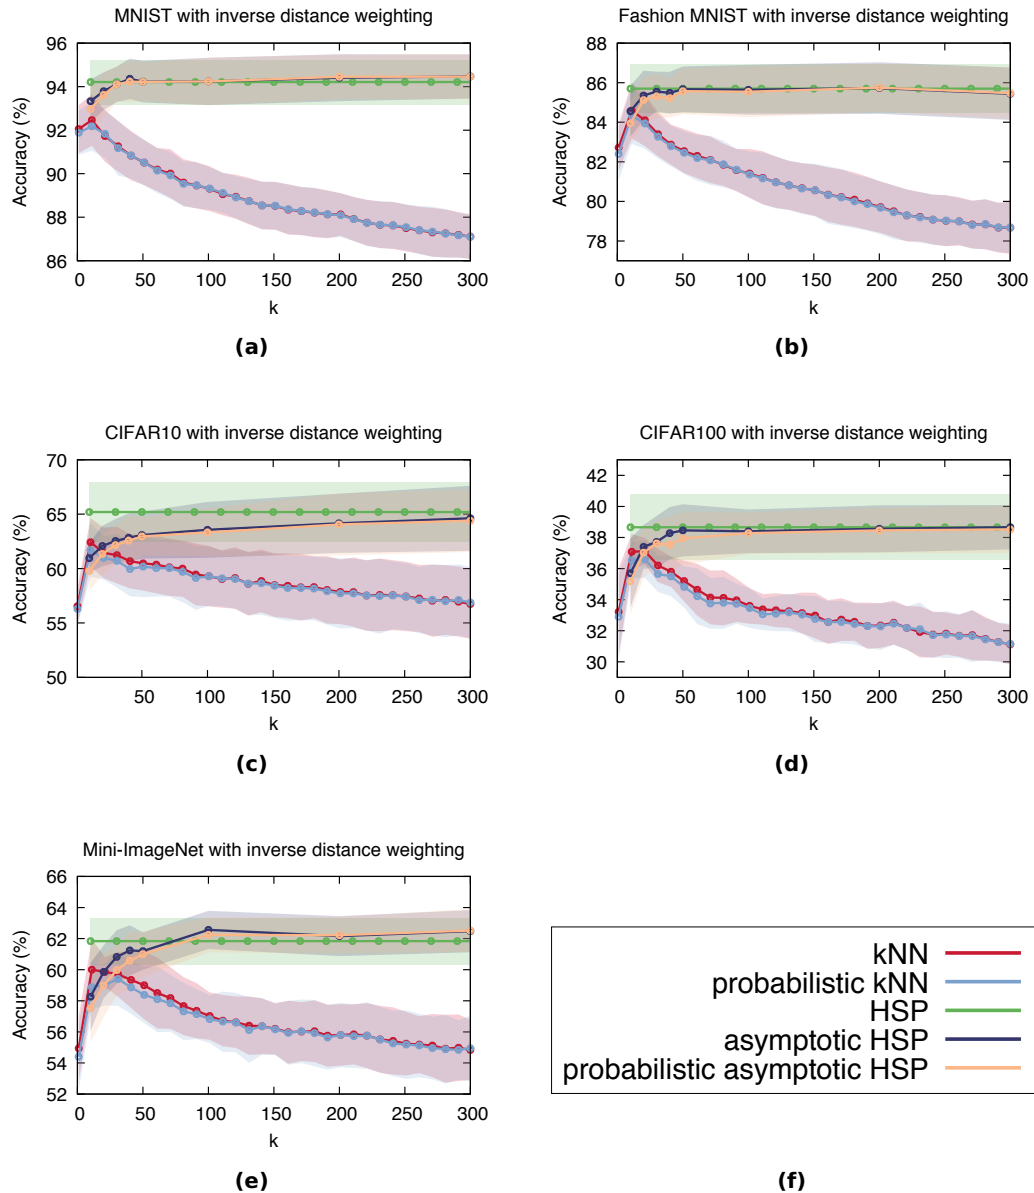 MNIST with inverse distance weighting
Accuracy (%)
96
94
92
90
88
86
0 50 100 150 200 250 300
k
(a)
Fashion MNIST with inverse distance weighting
Accuracy (%)
88
86
84
82
80
78
0 50 100 150 200 250 300
k
(b)
CIFAR10 with inverse distance weighting
Accuracy (%)
70
65
60
55
50
50 100 150 200 250 300
k
(c)
CIFAR100 with inverse distance weighting
Accuracy (%)
42
40
38
36
34
32
30
0 50 100 150 200 250 300
k
(d)
Mini-ImageNet with inverse distance weighting
Accuracy (%)
66
64
62
60
58
56
54
52
0 50 100 150 200 250 300
k
(e)
kNN
probabilistic kNN
HSP
asymptotic HSP
probabilistic asymptotic HSP
(f)